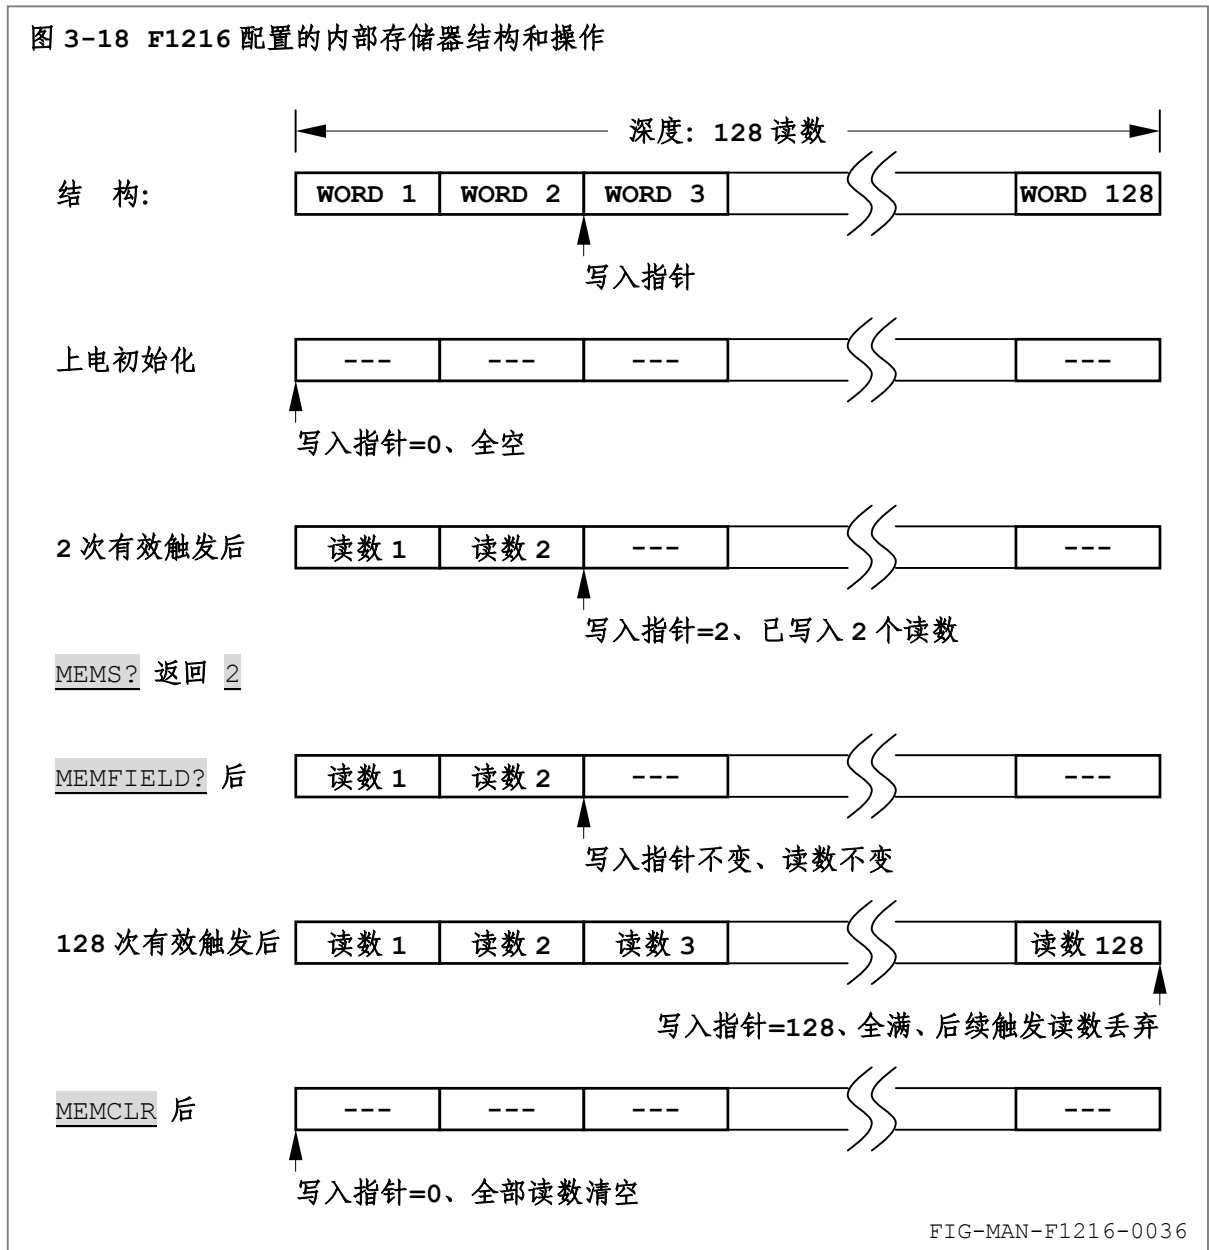 图 3-18 F1216 配置的内部存储器结构和操作
深度: 128 读数
结 构: WORD 1 WORD 2 WORD 3 WORD 128
写入指针
上电初始化 --- --- --- ---
写入指针=0、全空
2 次有效触发后 读数 1 读数 2 --- ---
写入指针=2、已写入 2 个读数
MEMS? 返回 2
MEMFIELD? 后 读数 1 读数 2 --- ---
写入指针不变、读数不变
128 次有效触发后 读数 1 读数 2 读数 3 读数 128
写入指针=128、全满、后续触发读数丢弃
MEMCLR 后 --- --- --- ---
写入指针=0、全部读数清空
FIG-MAN-F1216-0036